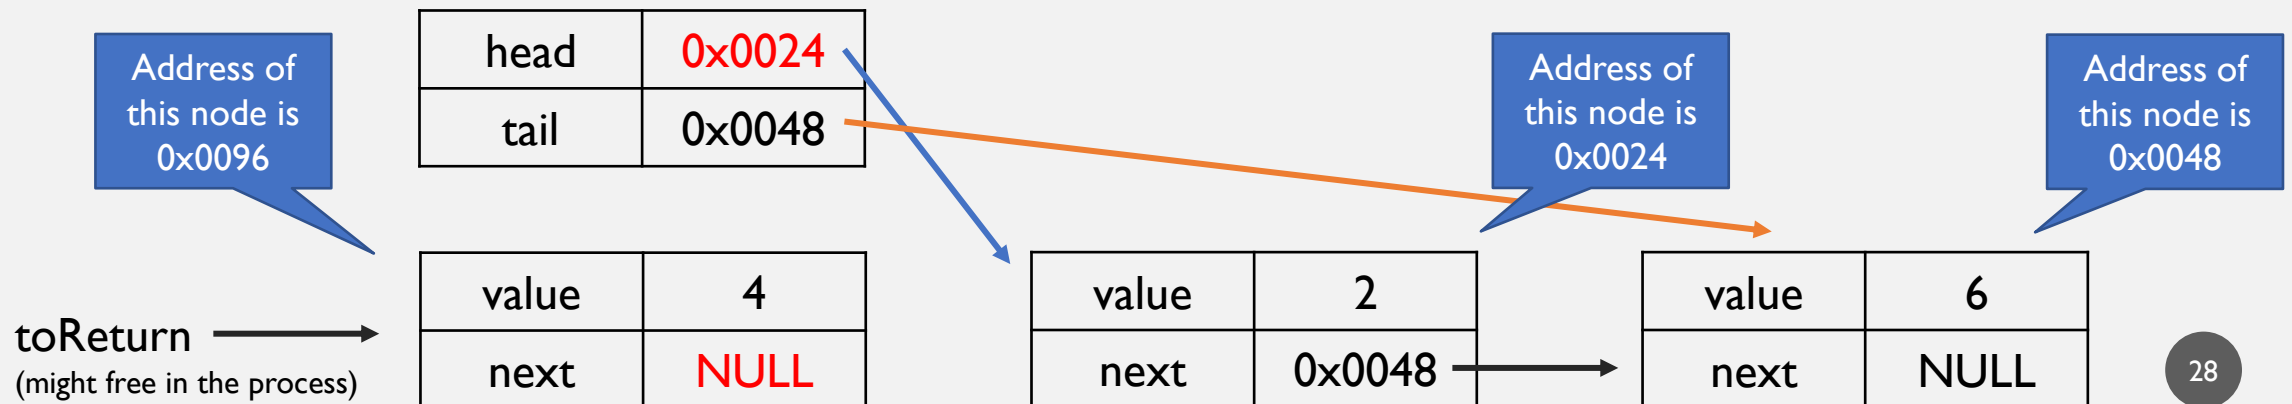 Address of
this node is
0x0096
head 0x0024
tail 0x0048
Address of
this node is
0x0024
Address of
this node is
0x0048
toReturn
(might free in the process)
value 4
next NULL
value 2
next 0x0048
value 6
next NULL
28